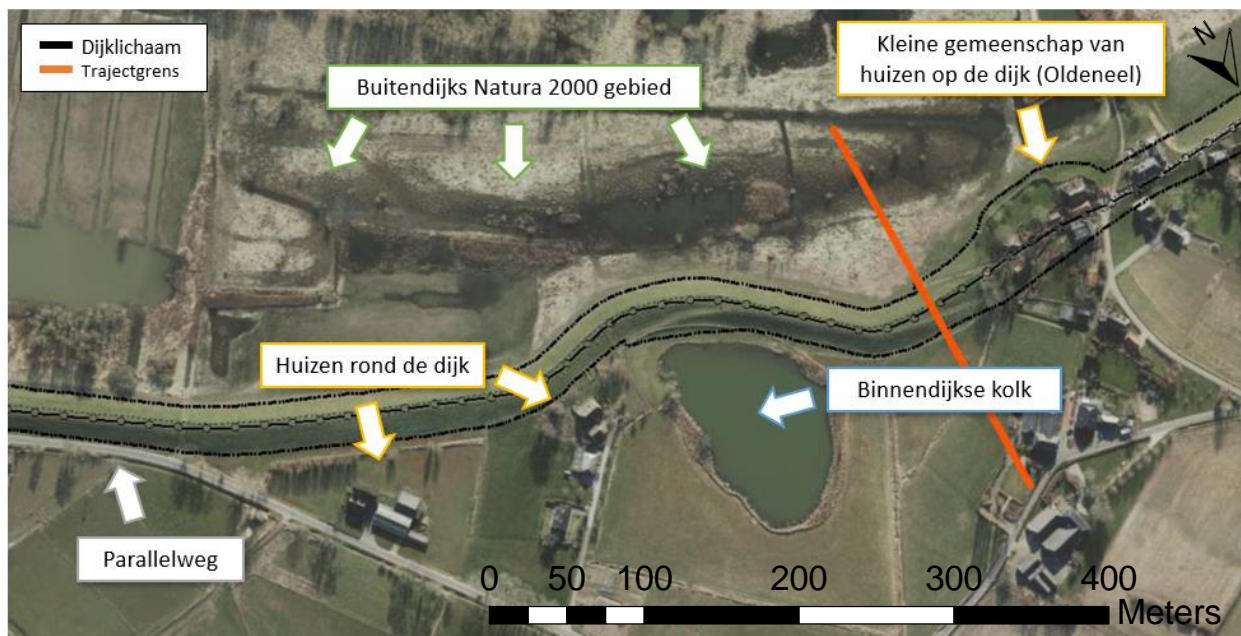 Dijklichaam
Trajectgrens
Buitendijks Natura 2000 gebied
Kleine gemeenschap van
huizen op de dijk (Oldeneel)
N
Huizen rond de dijk
Binnendijkse kolk
Parallelweg
0 50 100 200 300 400
Meters